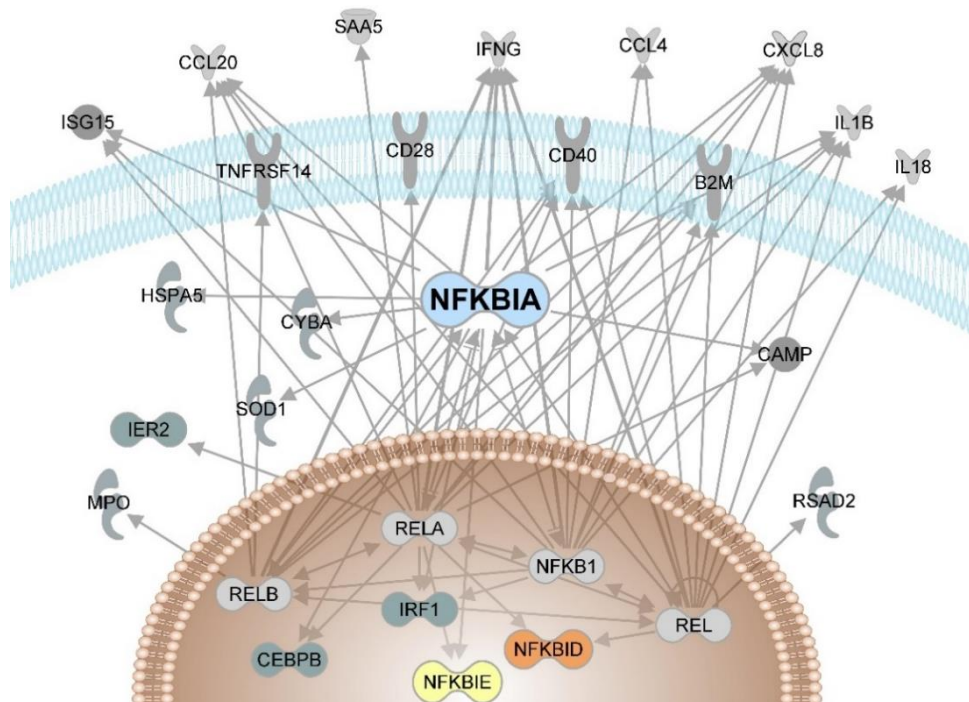 SAA5
IFNG
CCL4
CXCL8
CCL20
ISG15
IL1B
CD28
CD40
TNFRSF14
B2M
IL18
HSPA5
NFKBIA
CYBA
CAMP
SOD1
IER2
MPO
RSAD2
RELA
NFKB1
RELB
IRF1
REL
NFKBID
CEBPB
NFKBIE